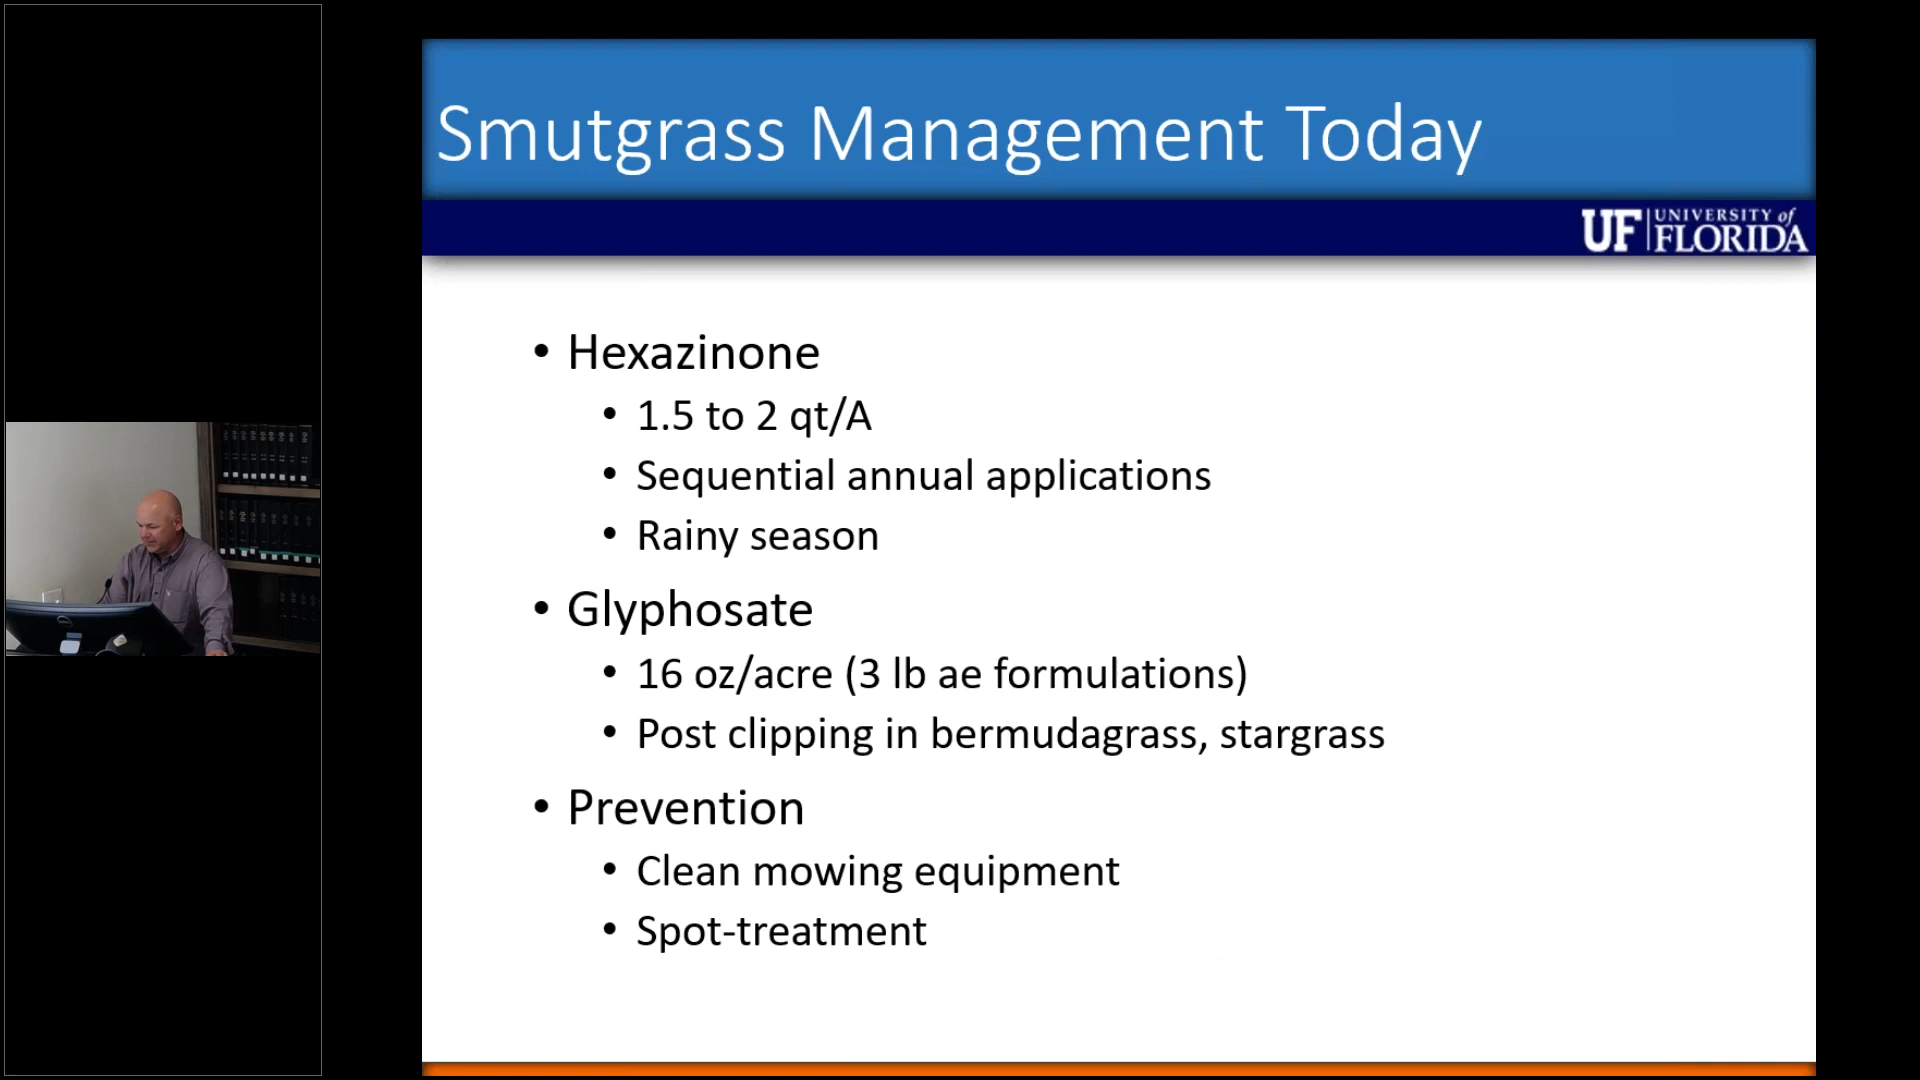 Smutgrass Management Today
UF UNIVERSITY of
FLORIDA
• Hexazinone
• 1.5 to 2 qt/A
• Sequential annual applications
• Rainy season
• Glyphosate
• 16 oz/acre (3 lb ae formulations)
• Post clipping in bermudagrass, stargrass
• Prevention
• Clean mowing equipment
• Spot-treatment